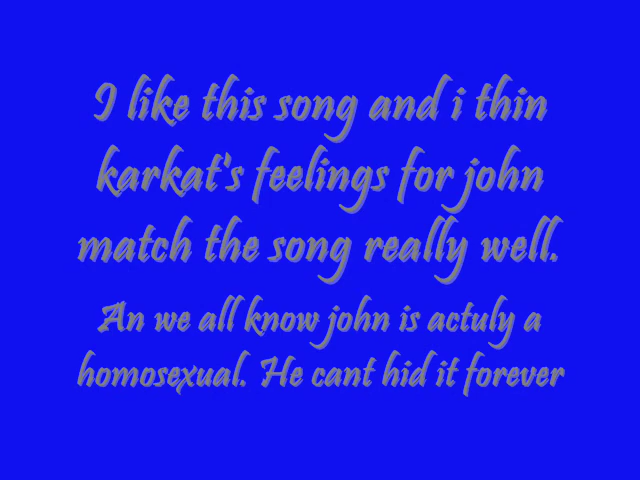 I like this song and i thin
karkat's feelings for john
match the song really well.
An we all know john is actuly a
homosexual. He cant hid it forever